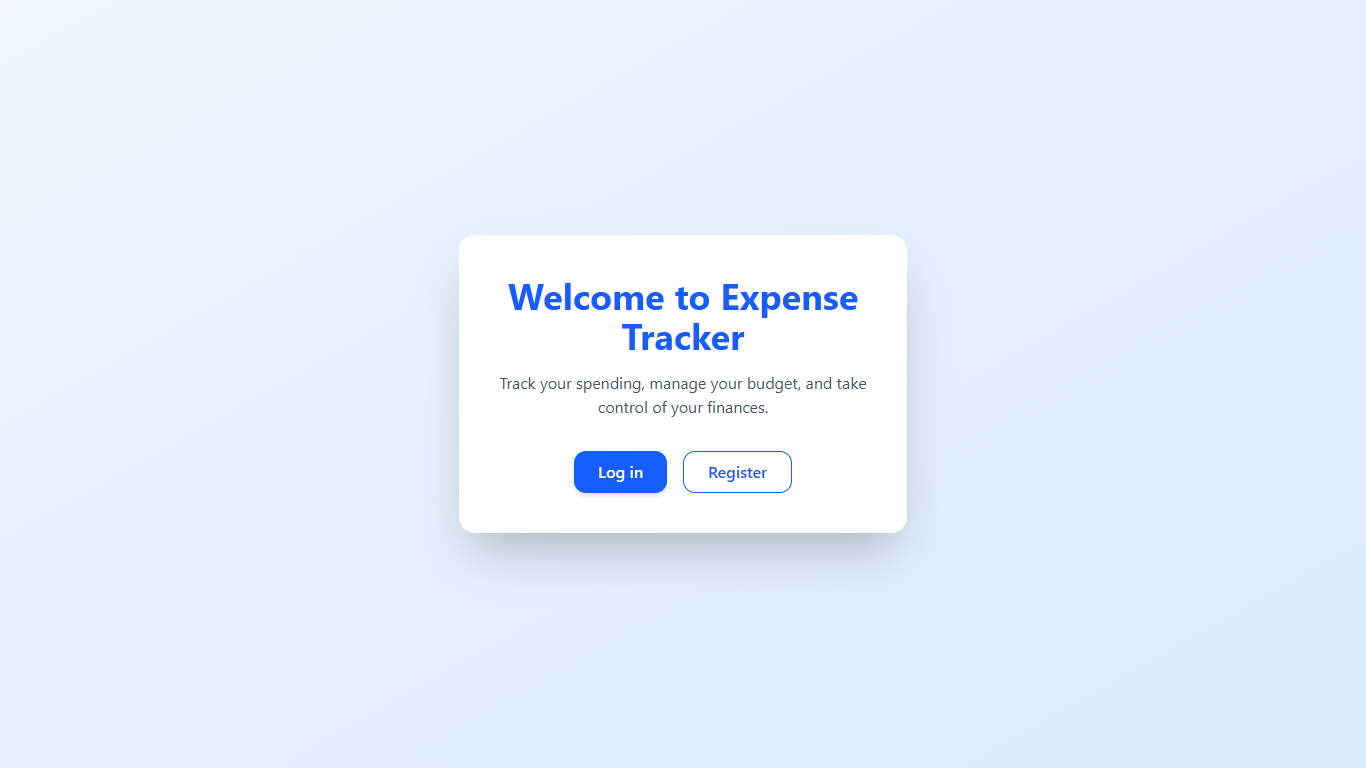 Welcome to Expense
Tracker
Track your spending, manage your budget, and take
control of your finances.
Log in
Register